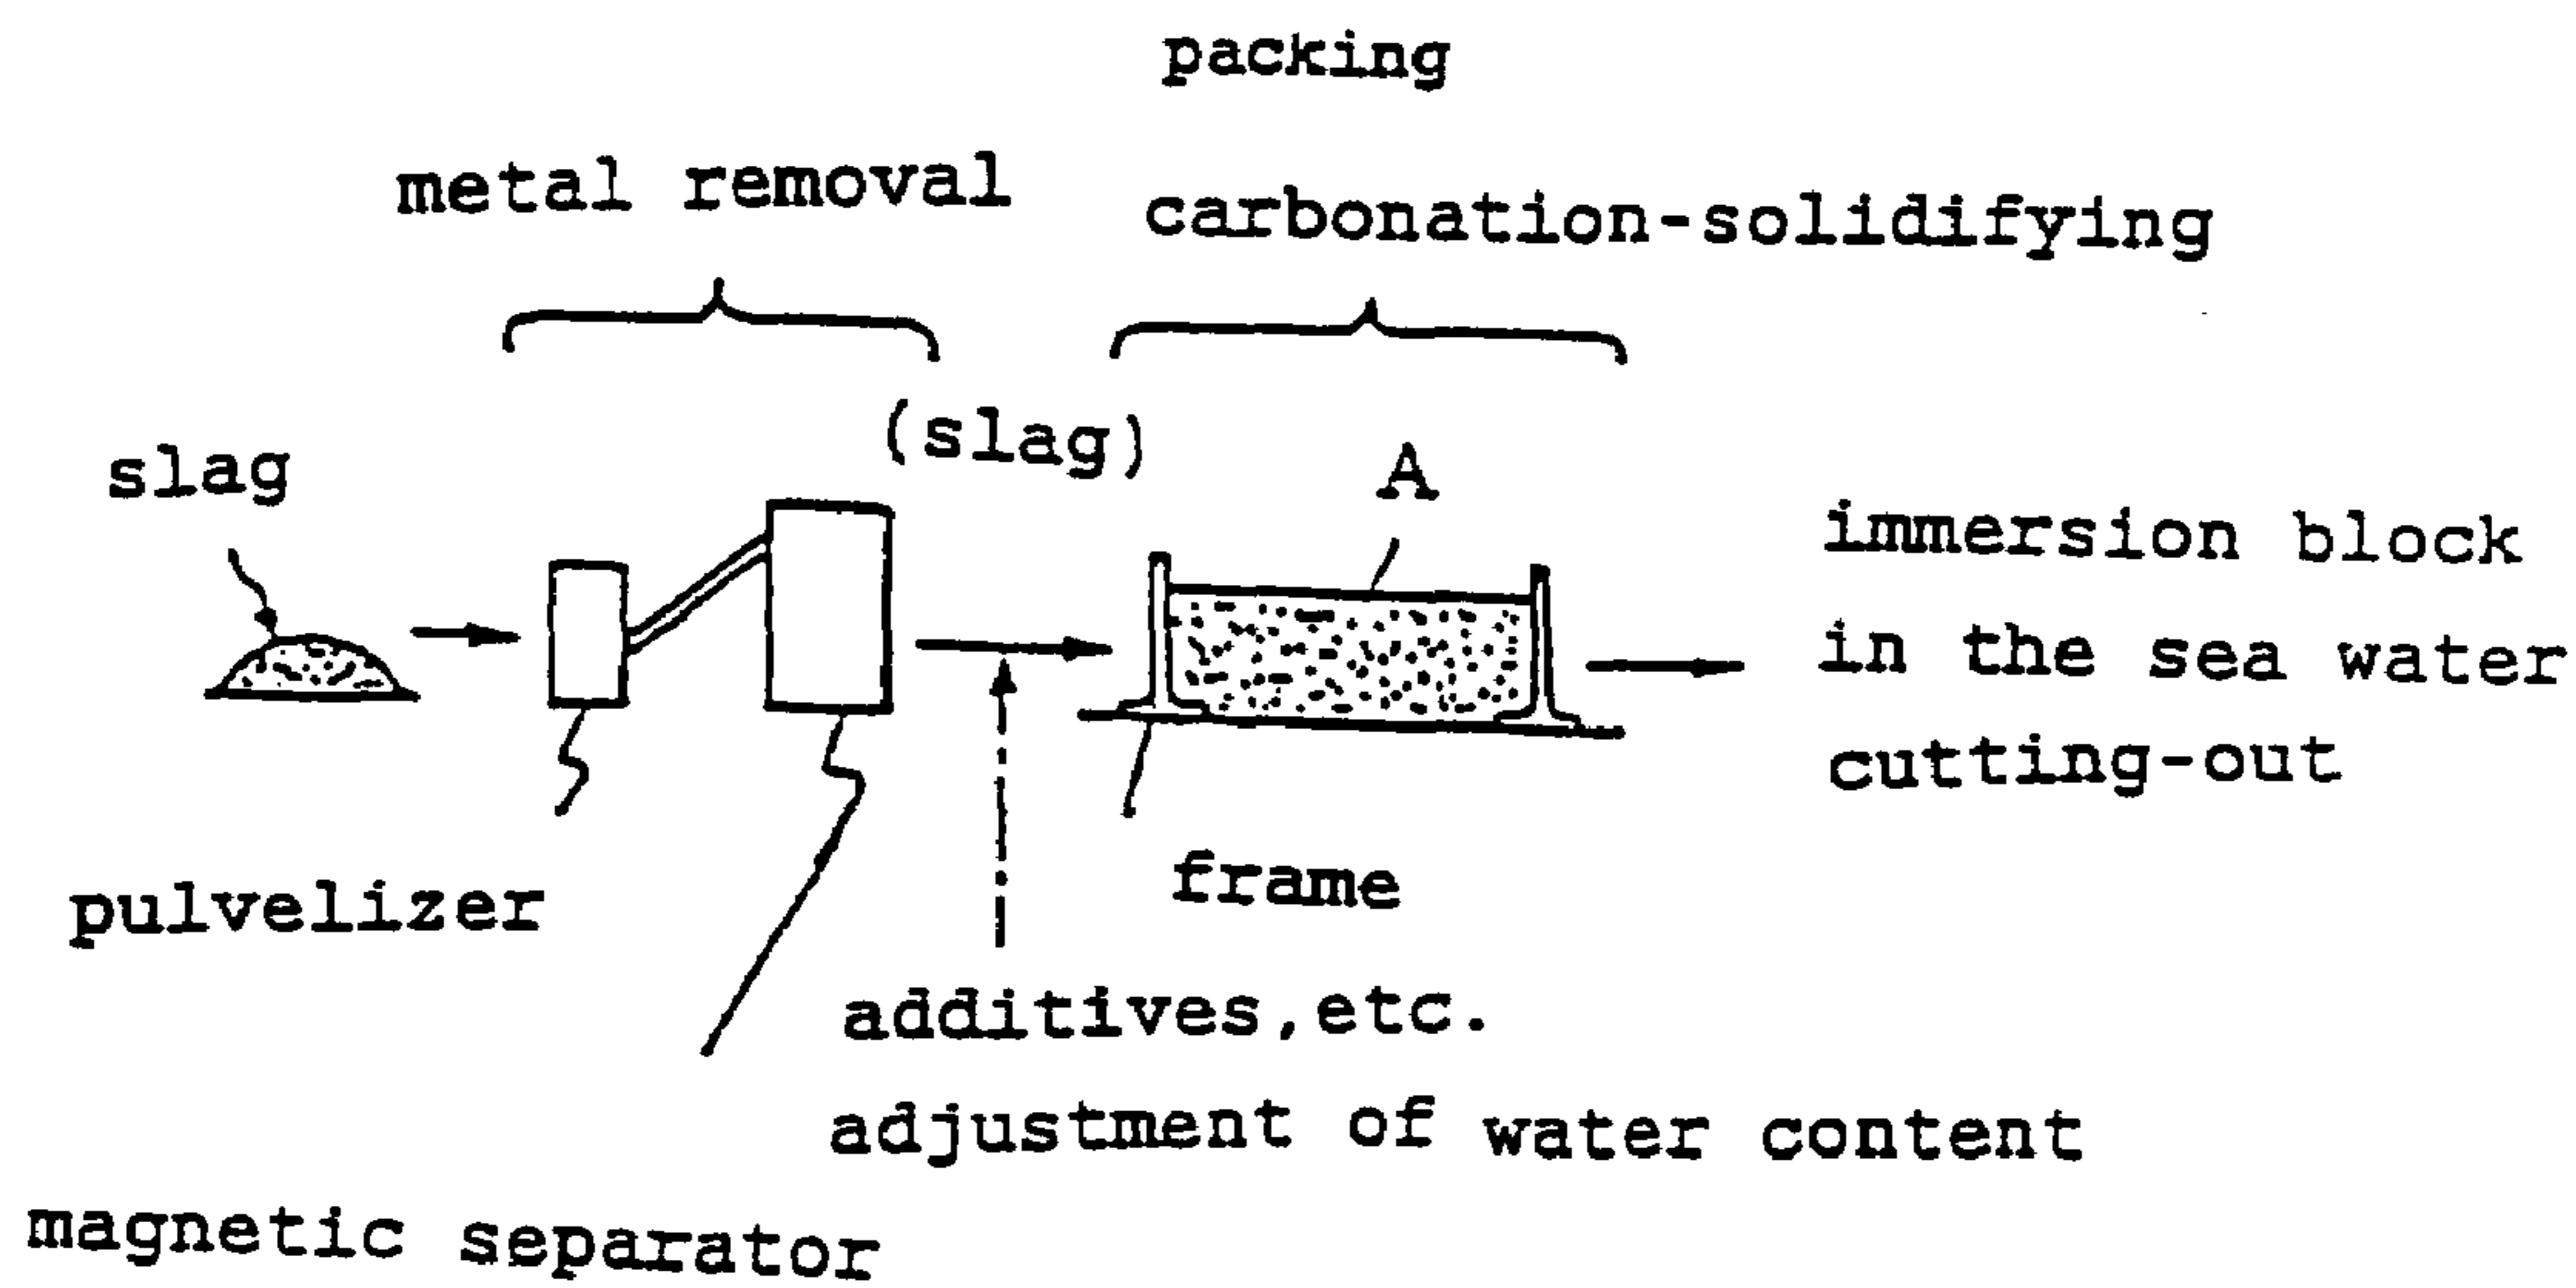 packing
metal removal
carbonation-solidifying
(slag)
slag
A
immersion block
in the sea water
cutting-out
pulvelizer
frame
additives,etc.
adjustment of water content
magnetic separator